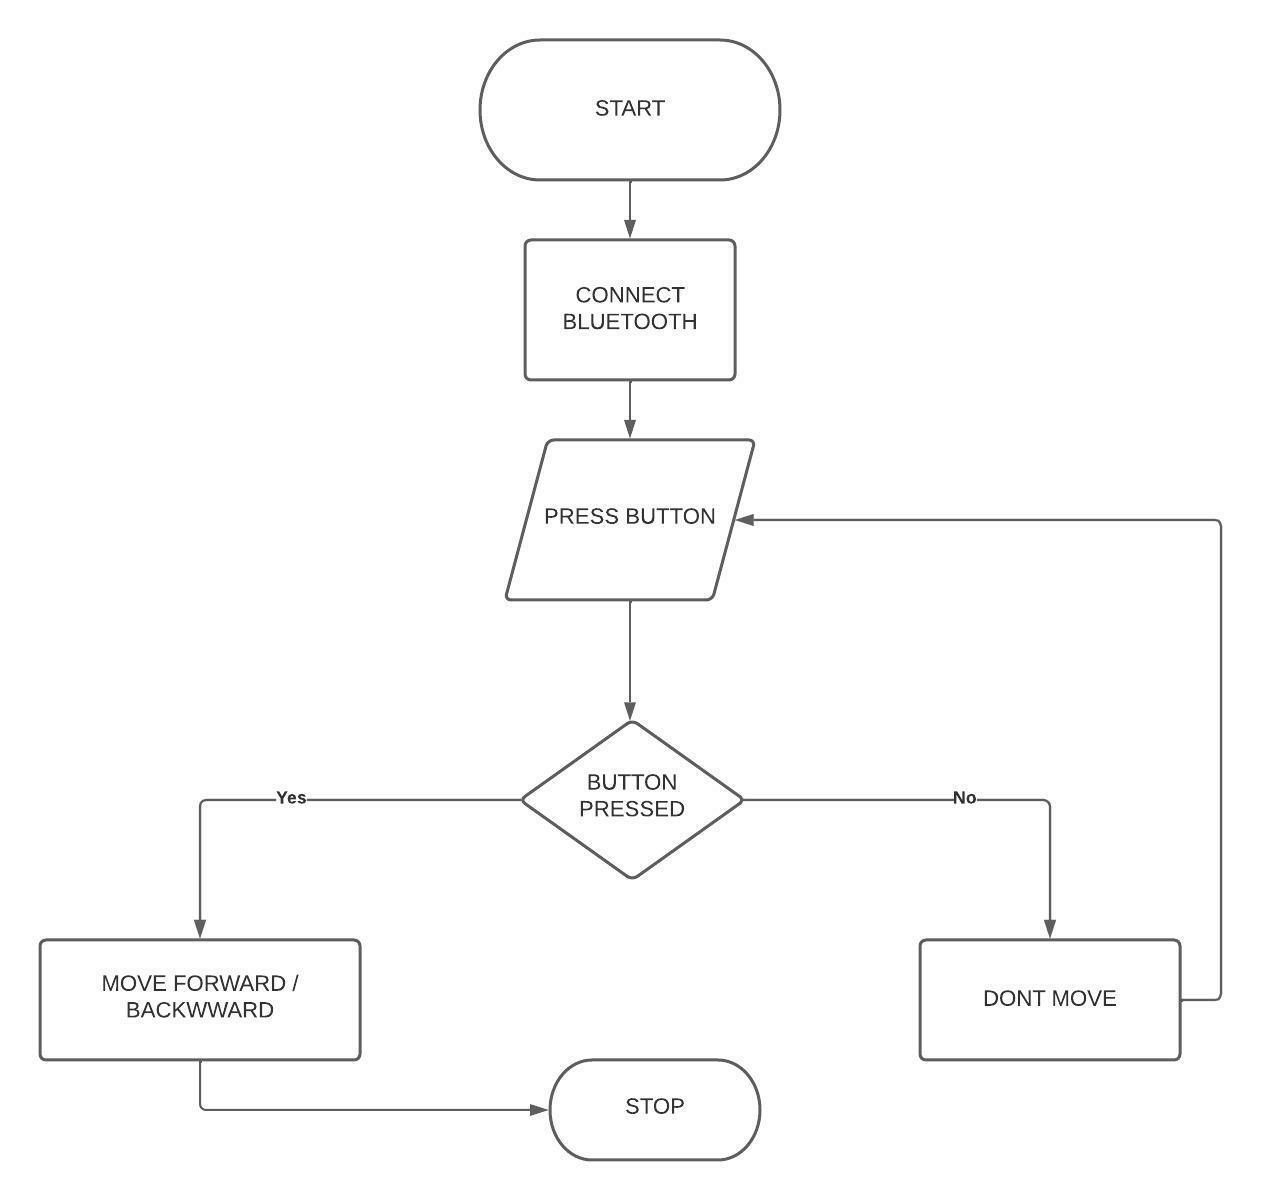 START
CONNECT
BLUETOOTH
PRESS BUTTON
BUTTON
PRESSED
Yes
No
MOVE FORWARD /
BACKWWARD
DONT MOVE
STOP